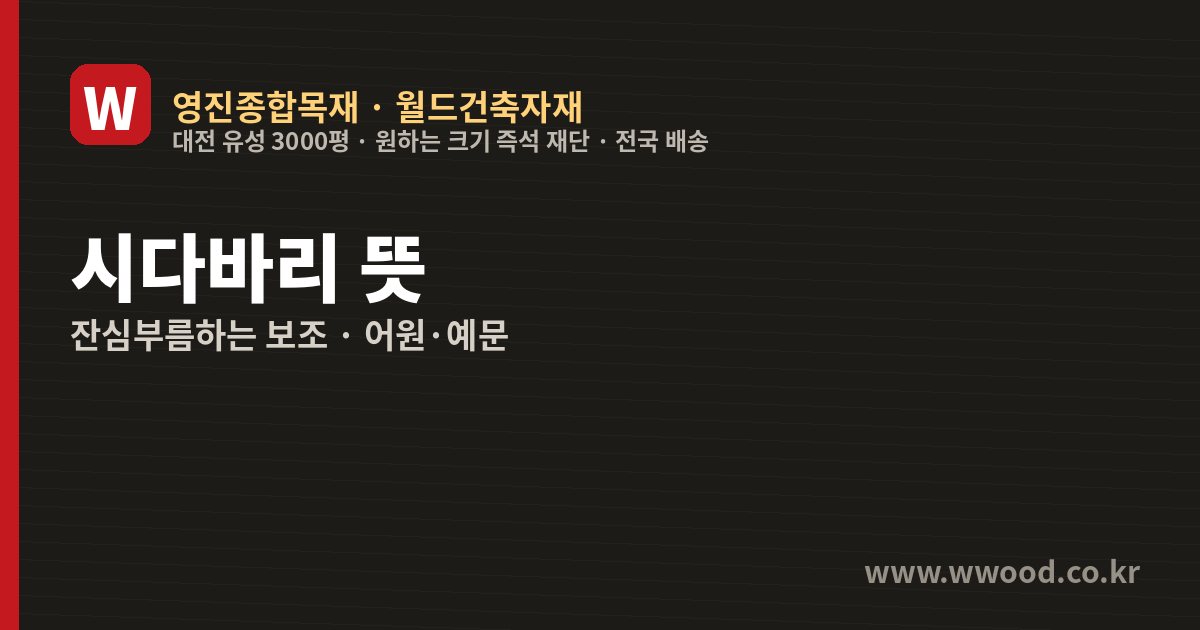 W
영진종합목재 · 월드건축자재
대전 유성 3000평 · 원하는 크기 즉석 재단 · 전국 배송
시다바리 뜻
잔심부름하는 보조 · 어원·예문
www.wwood.co.kr